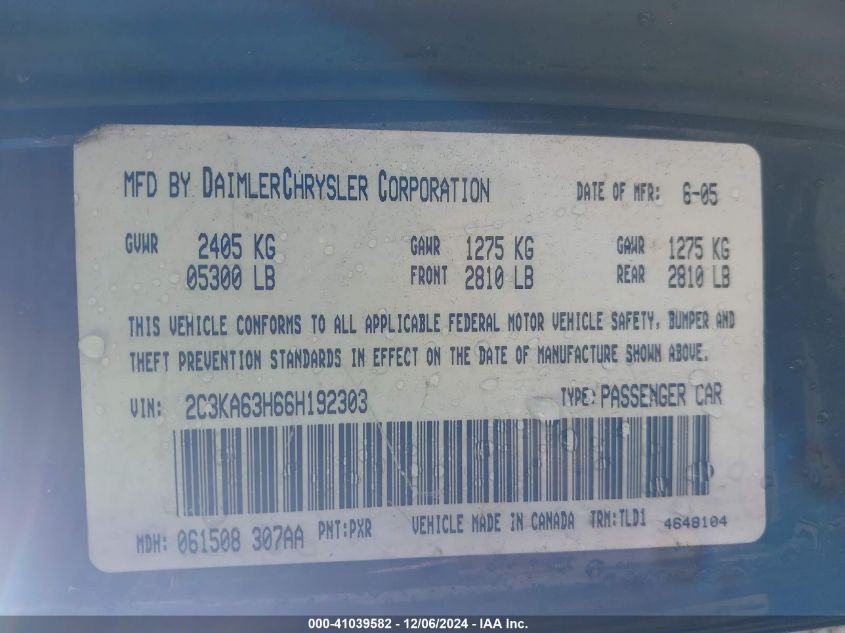 MFD BY DAIMLERCHRYSLER CORPORATION DATE OF MFR: 6-05
GVWR 2405 KG GAWR 1275 KG GAWR 1275 KG
05300 LB FRONT 2810 LB REAR 2810 LB
THIS VEHICLE CONFORMS TO ALL APPLICABLE FEDERAL MOTOR VEHICLE SAFETY, BUMPER AND
THEFT PREVENTION STANDARDS IN EFFECT ON THE DATE OF MANUFACTURE SHOWN ABOVE.
VIN: 2C3KA63H66H192303 TYPE: PASSENGER CAR
MDH: 061508 307AA PNT:PXR VEHICLE MADE IN CANADA TRM:TLD1 4648104
000-41039582 - 12/06/2024 - IAA Inc.